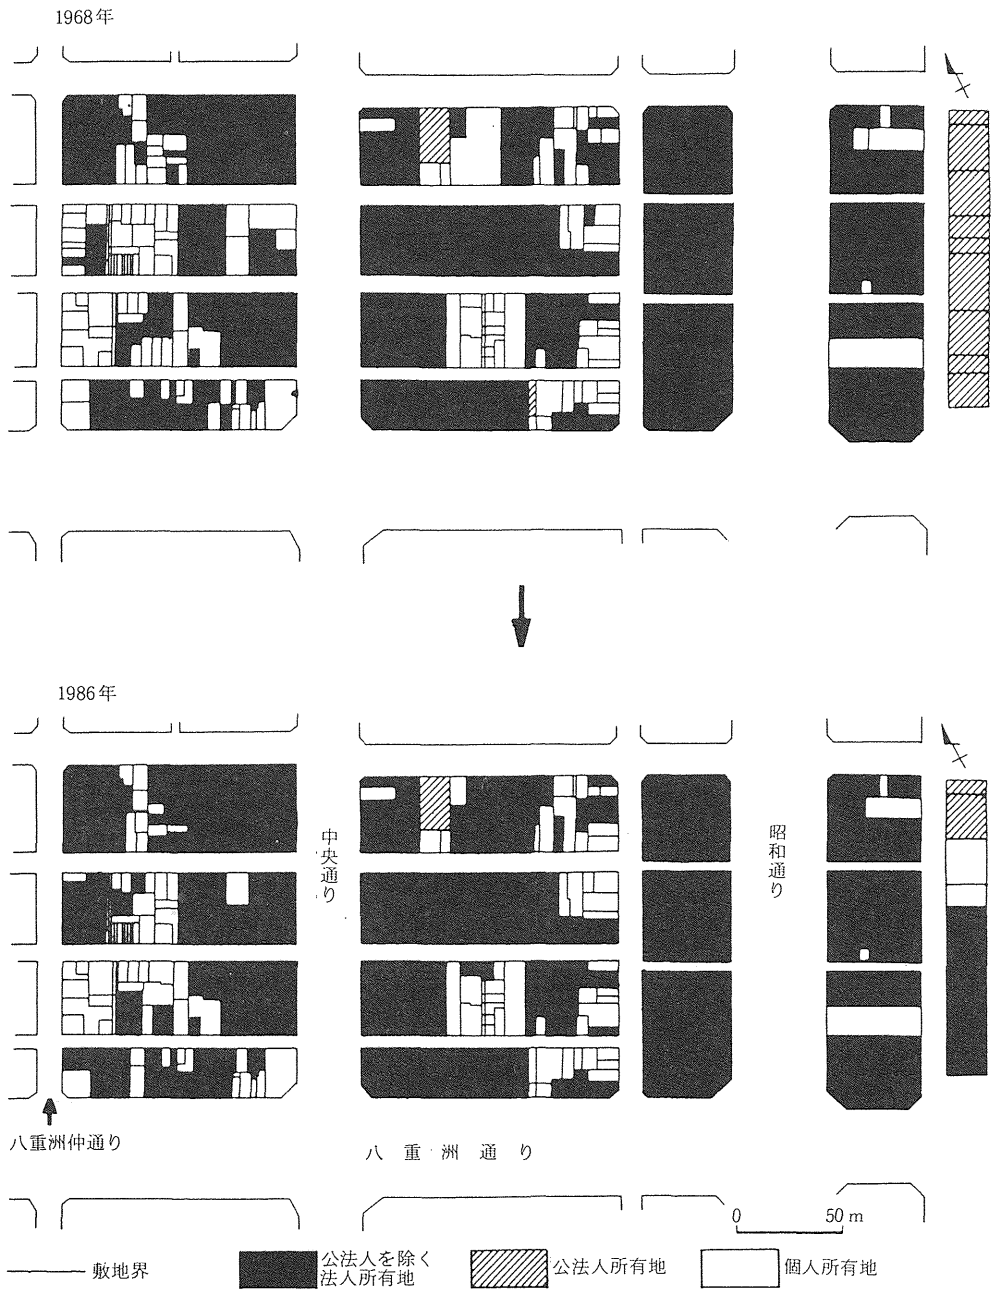 1968年
1986年
中央通り
昭和通り
八重洲仲通り
八重洲通り
0 50 m
敷地界
公法人を除く
法人所有地
公法人所有地
個人所有地